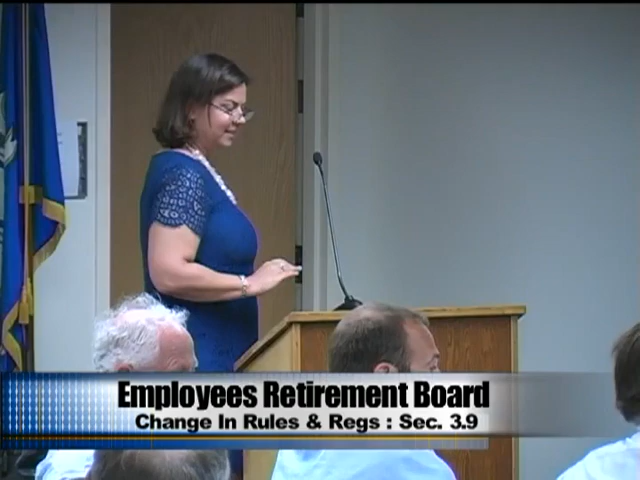 Employees Retirement Board
Change In Rules & Regs : Sec. 3.9